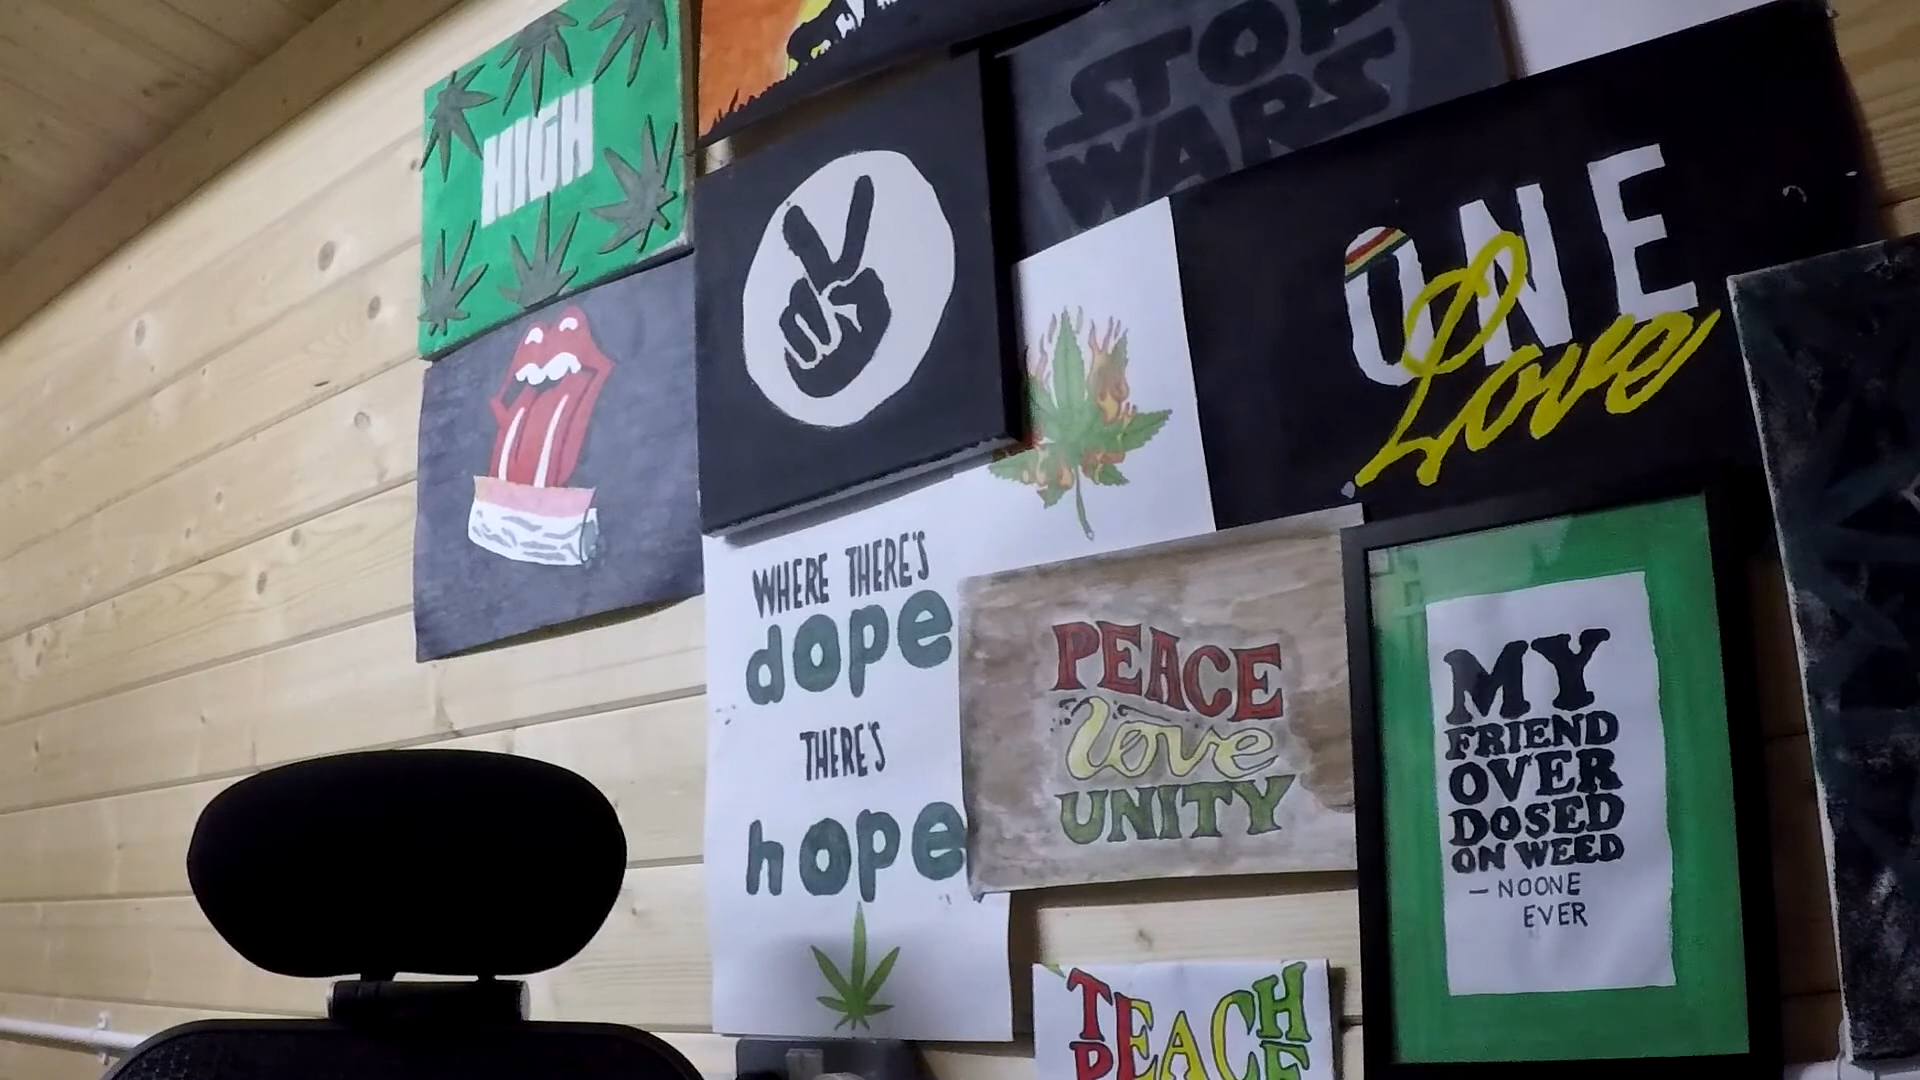 HIGH
STOP
WARS
ONE
Love
WHERE THERE'S
dope
THERE'S
hope
PEACE
love
UNITY
MY
FRIEND
OVER
DOSED
ON WEED
— NOONE
EVER
TEACH